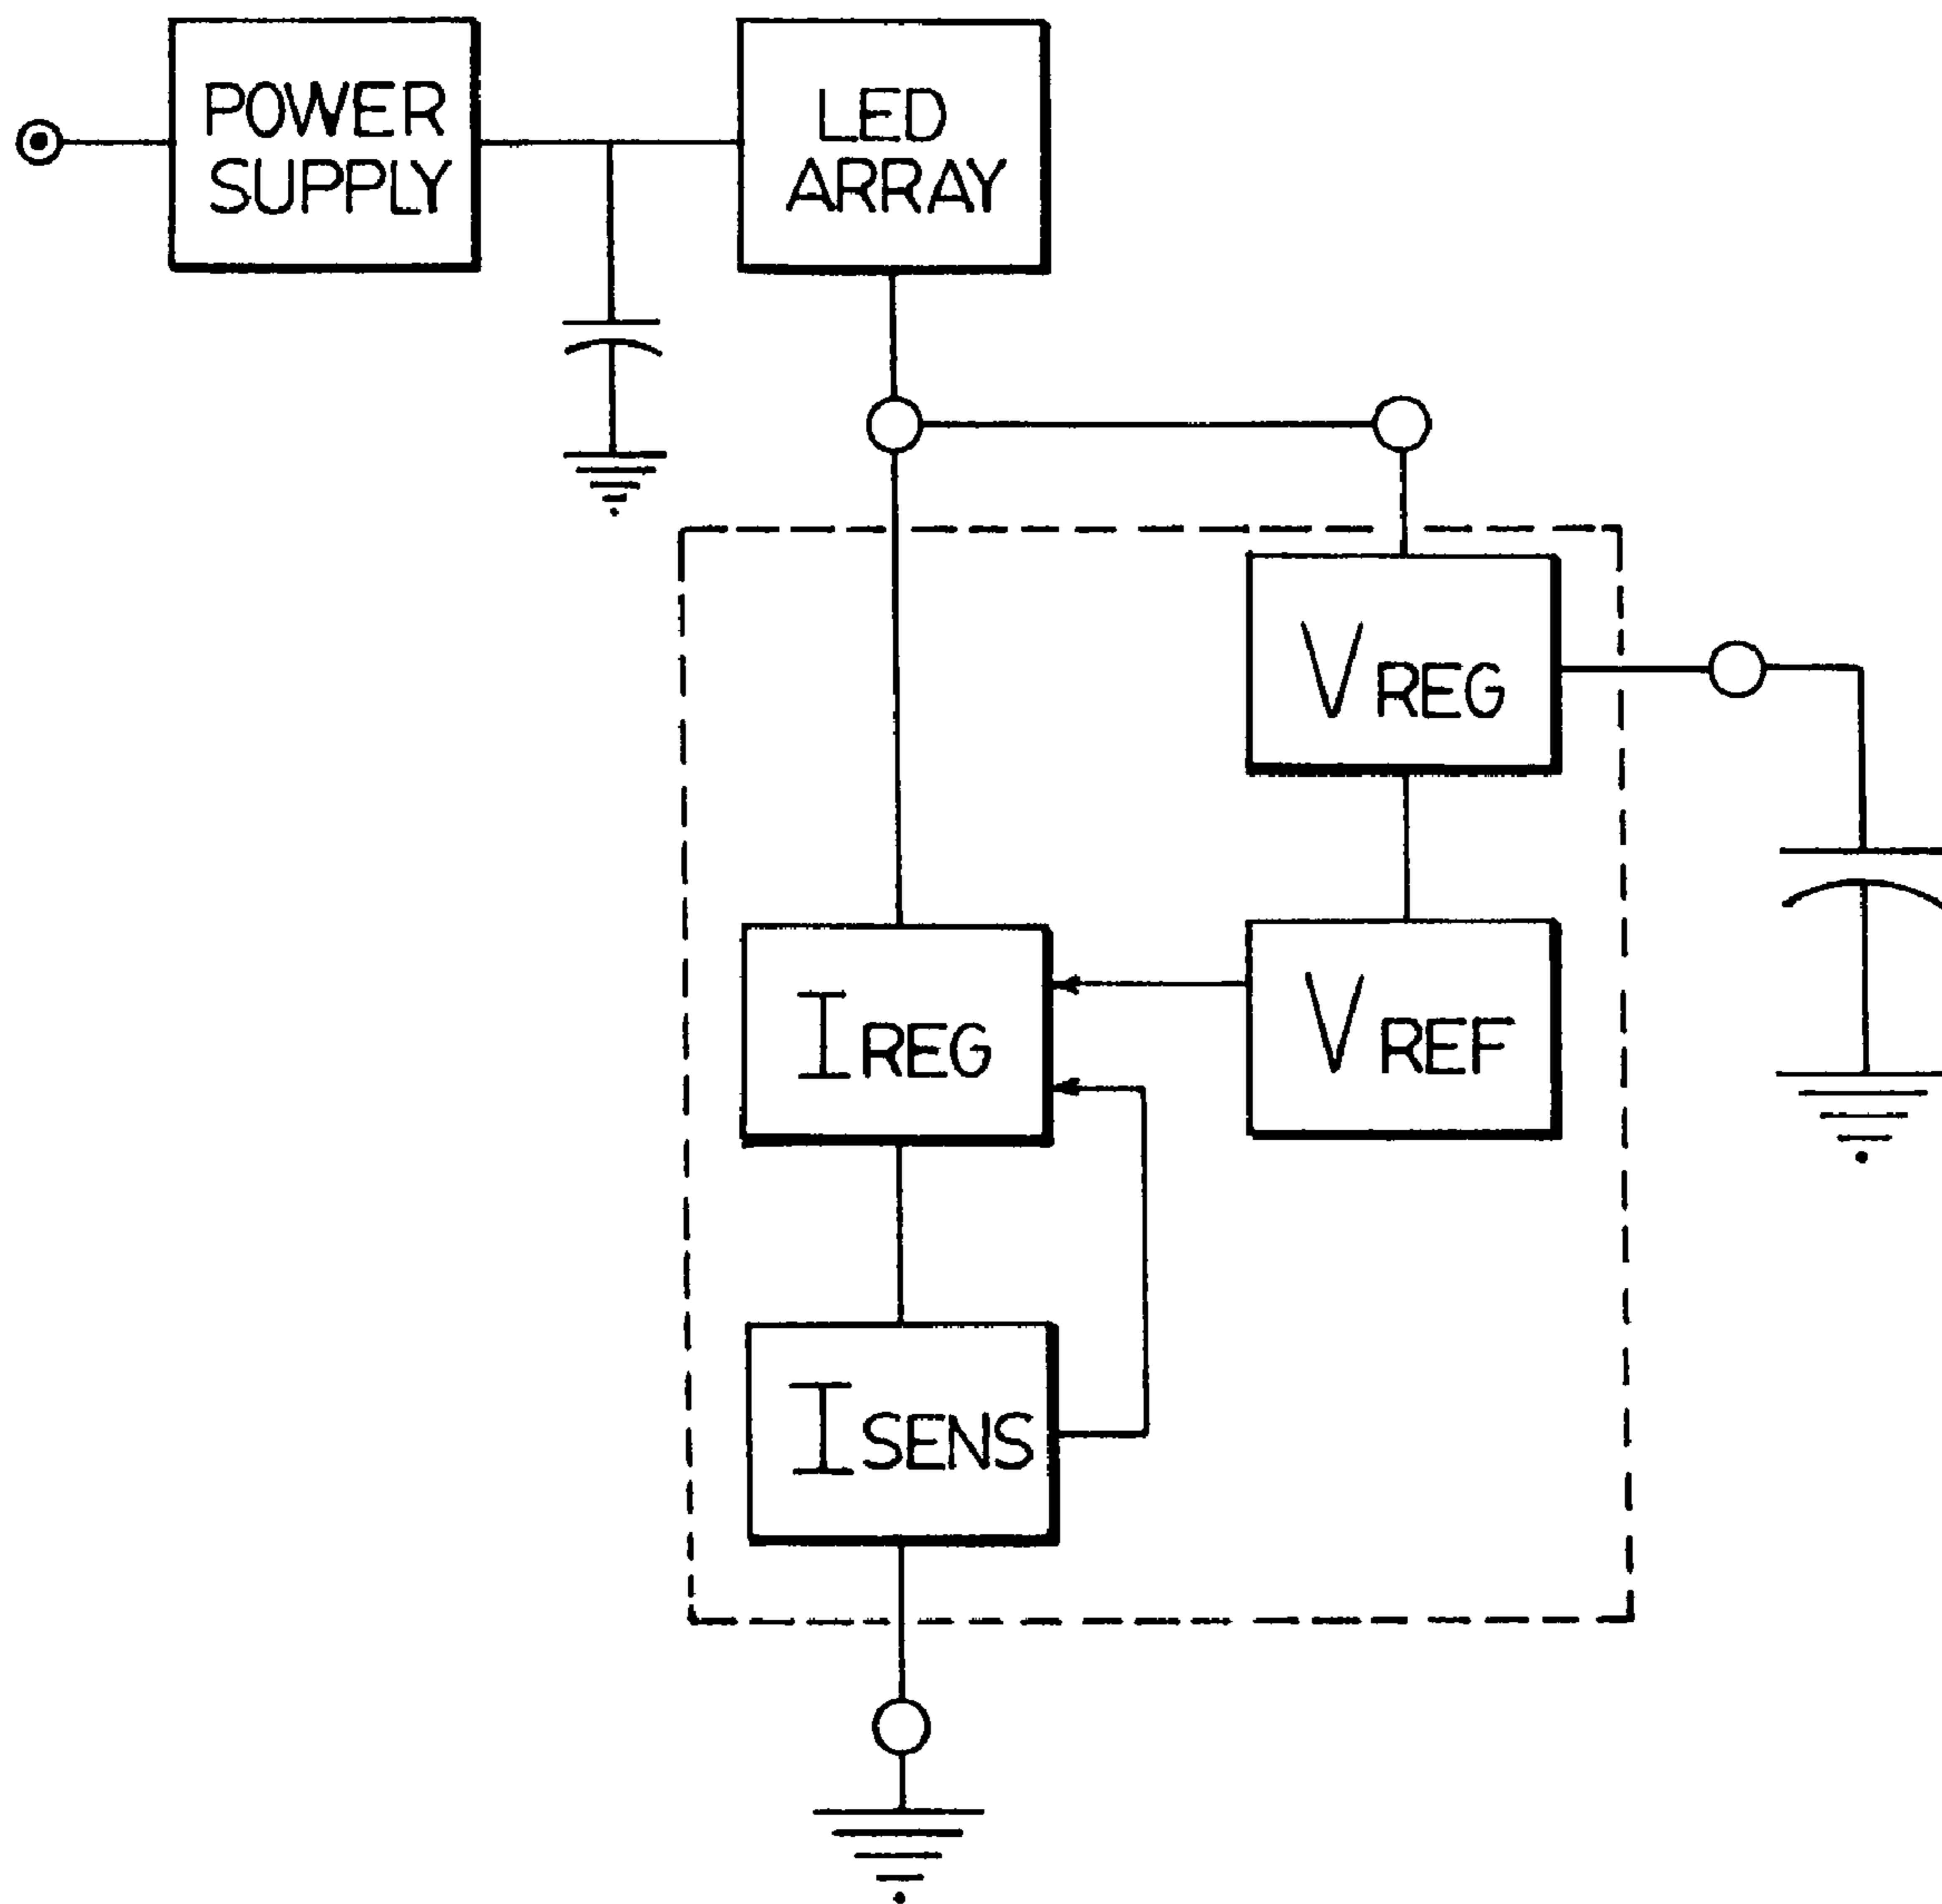 POWER
SUPPLY
LED
ARRAY
VREG
IREG
VREF
ISENS